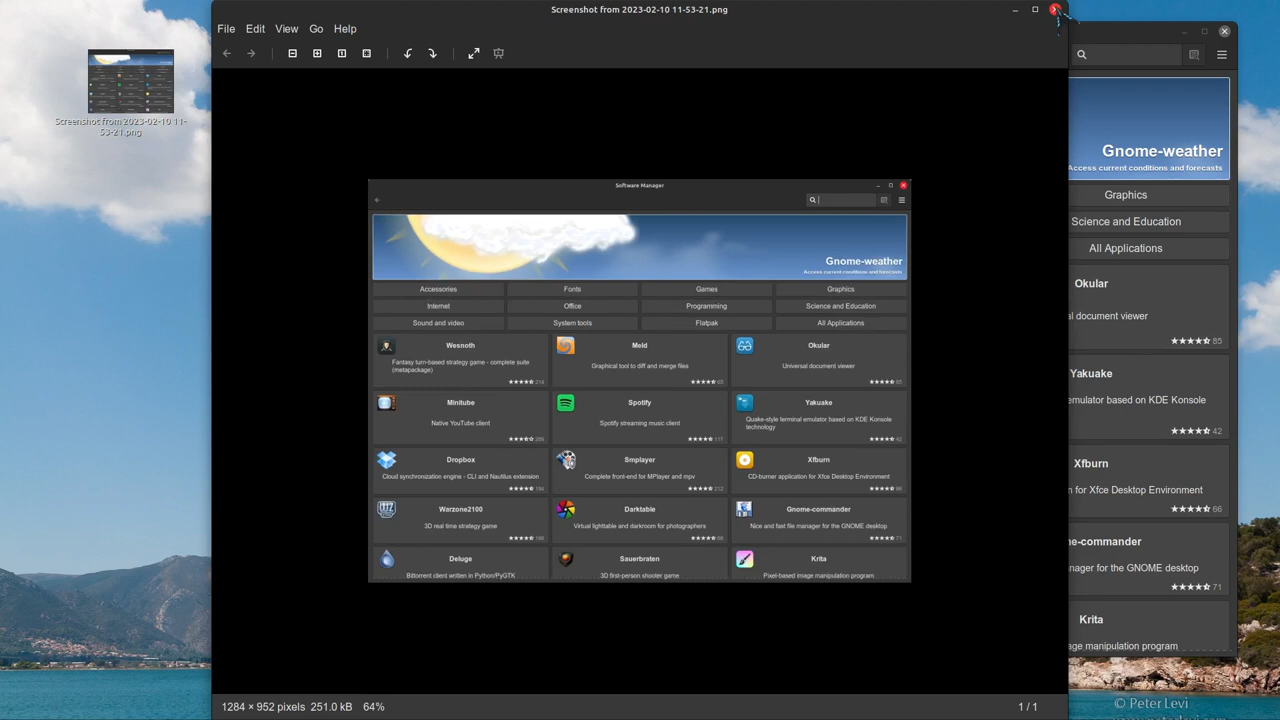 Screenshot from 2023-02-10 11-53-21.png
File Edit View Go Help
Screenshot from 2023-02-10 11-
53-21.png
Software Manager
Gnome-weather
Access current conditions and forecasts
Accessories Fonts Games Graphics
Internet Office Programming Science and Education
Sound and video System tools Flatpak All Applications
Wesnoth
Fantasy turn-based strategy game - complete suite
(metapackage)
214
Meld
Graphical tool to diff and merge files
65
Okular
Universal document viewer
85
Minitube
Native YouTube client
Spotify
Spotify streaming music client
111
Yakuake
Quake-style terminal emulator based on KDE Konsole
technology
42
Dropbox
Cloud synchronization engine - CLI and Nautilus extension
194
Smplayer
Complete front-end for MPlayer and mpv
212
Xfburn
CD-burner application for Xfce Desktop Environment
66
Warzone2100
3D real time strategy game
Darktable
Virtual lighttable and darkroom for photographers
Gnome-commander
Nice and fast file manager for the GNOME desktop
71
Deluge
Bittorrent client written in Python/PyGTK
Sauerbraten
3D first-person shooter game
Krita
Pixel-based image manipulation program
Gnome-weather
Access current conditions and forecasts
Graphics
Science and Education
All Applications
Okular
al document viewer
85
Yakuake
emulator based on KDE Konsole
42
Xfburn
n for Xfce Desktop Environment
66
me-commander
nager for the GNOME desktop
71
Krita
age manipulation program
1284 × 952 pixels 251.0 kB 64%
1 / 1
© Peter Levi